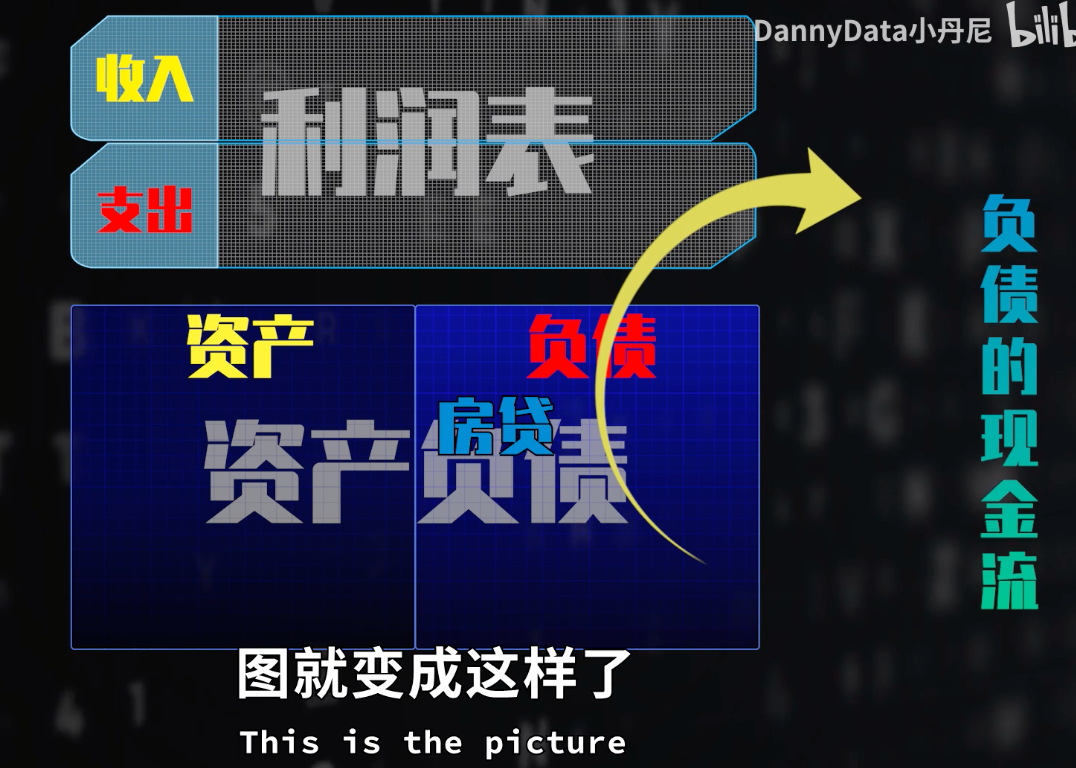 DannyData小丹尼 bilib
收入
利润表
支出
资产
负债
房贷
资产负债
负债的现金流
图就变成这样了
This is the picture